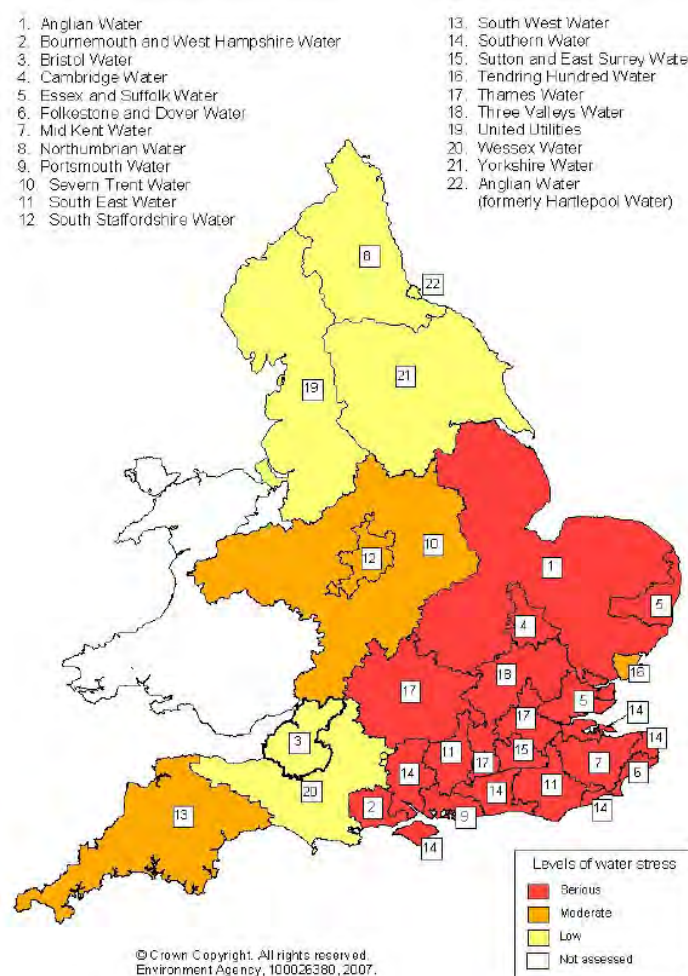 1. Anglian Water
2. Bournemouth and West Hampshire Water
3. Bristol Water
4. Cambridge Water
5. Essex and Suffolk Water
6. Folkestone and Dover Water
7. Mid Kent Water
8. Northumbrian Water
9. Portsmouth Water
10 Severn Trent Water
11 South East Water
12 South Staffordshire Water
13. South West Water
14. Southern Water
15. Sutton and East Surrey Wate
16. Tendring Hundred Water
17. Thames Water
18. Three Valleys Water
19. United Utilities
20. Wessex Water
21. Yorkshire Water
22. Anglian Water
(formerly Hartlepool Water)
8
22
21
19
10
12
1
5
4
16
18
17
5
14
17
3
14
15
11
7
17
14
6
20
14
11
2
13
9
14
14
Levels of water stress
Serious
Moderate
Low
Not assessed
© Crown Copyright. All rights reserved.
Environment Agency, 100026380, 2007.